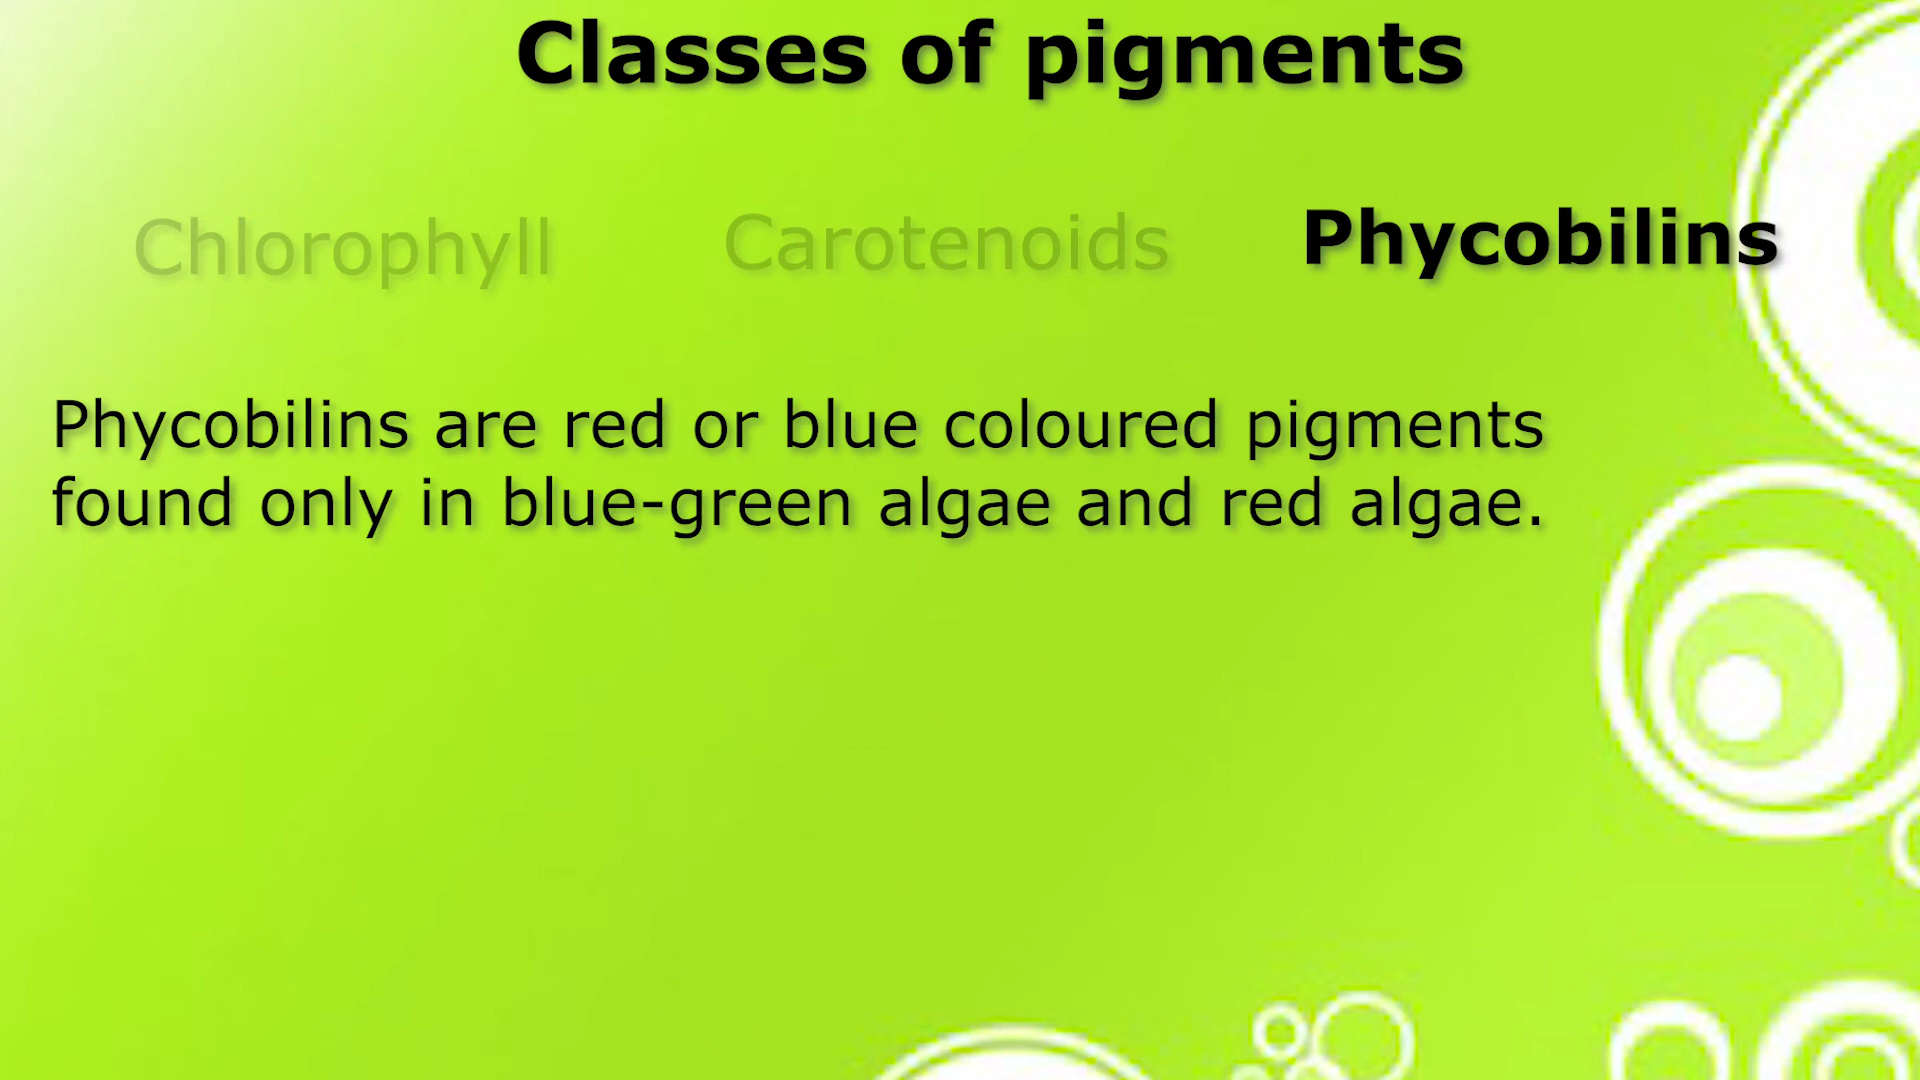 Classes of pigments
Chlorophyll Carotenoids Phycobilins
Phycobilins are red or blue coloured pigments
found only in blue-green algae and red algae.